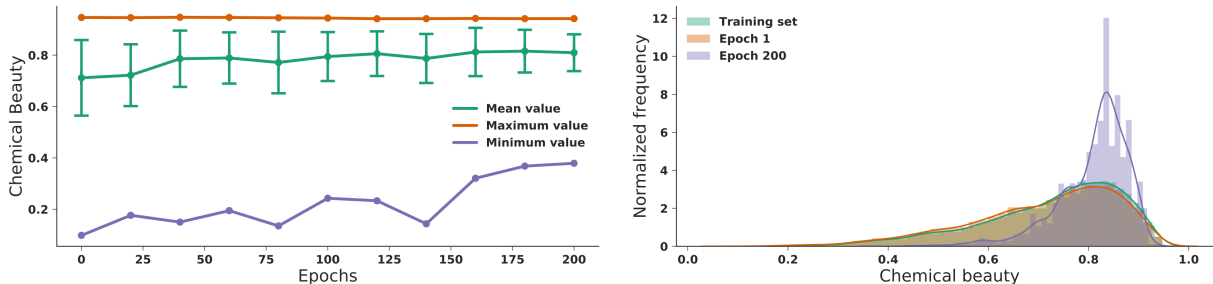 Chemical Beauty
0.8
0.6
0.4
0.2
Mean value
Maximum value
Minimum value
0 25 50 75 100 125 150 175 200
Epochs
Normalized frequency
12
10
8
6
4
2
0
Training set
Epoch 1
Epoch 200
0.0 0.2 0.4 0.6 0.8 1.0
Chemical beauty